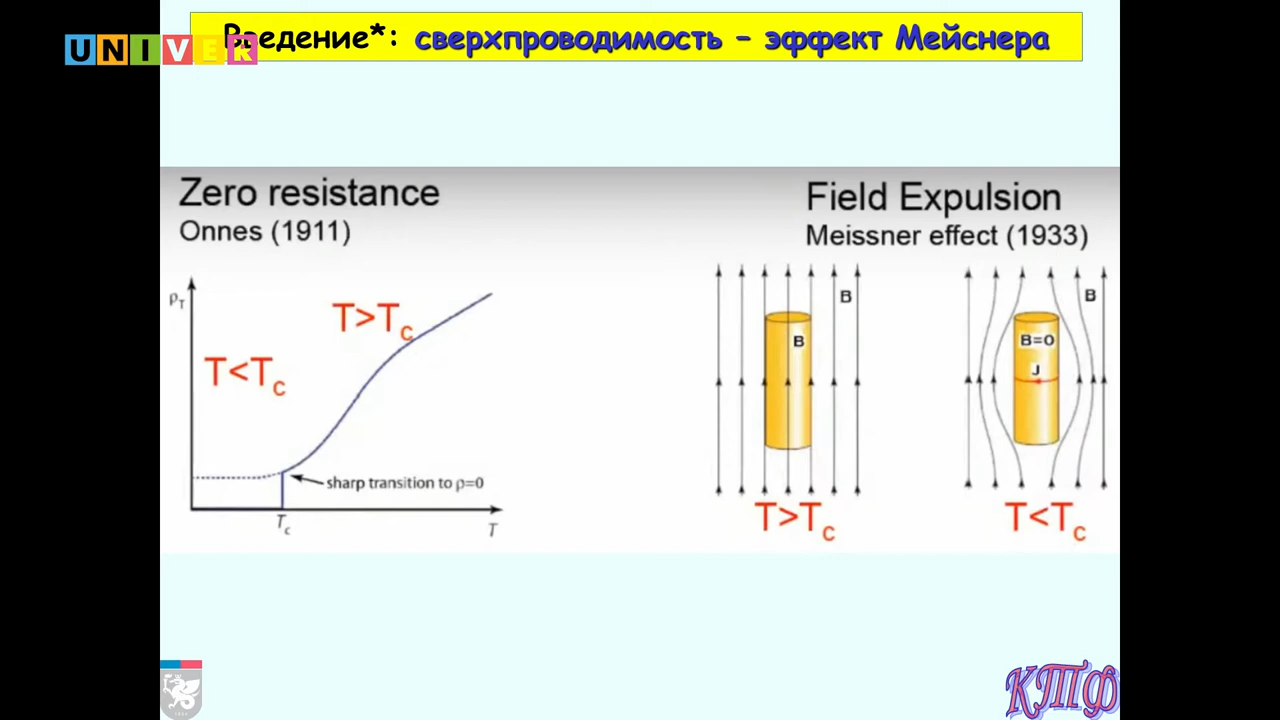 UNIVER
Введение*: сверхпроводимость – эффект Мейснера
Zero resistance
Onnes (1911)
ρT
T>Tc
T<Tc
sharp transition to ρ=0
Tc
T
Field Expulsion
Meissner effect (1933)
B
B
T>Tc
B
B=0
J
T<Tc
КТФ